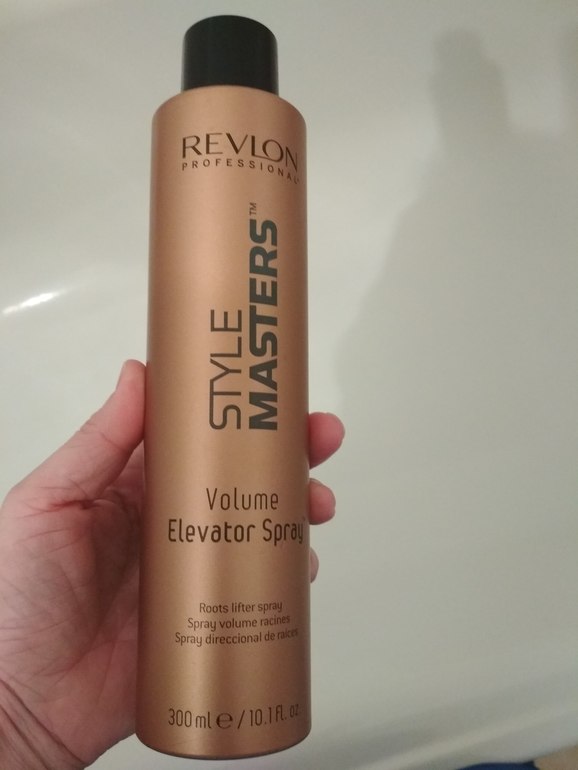 REVLON
PROFESSIONAL
STYLE
MASTERS™
Volume
Elevator Spray
Roots lifter spray
Spray volume racines
Spray direccional de raíces
300 ml ℮ / 10.1 fl. oz.